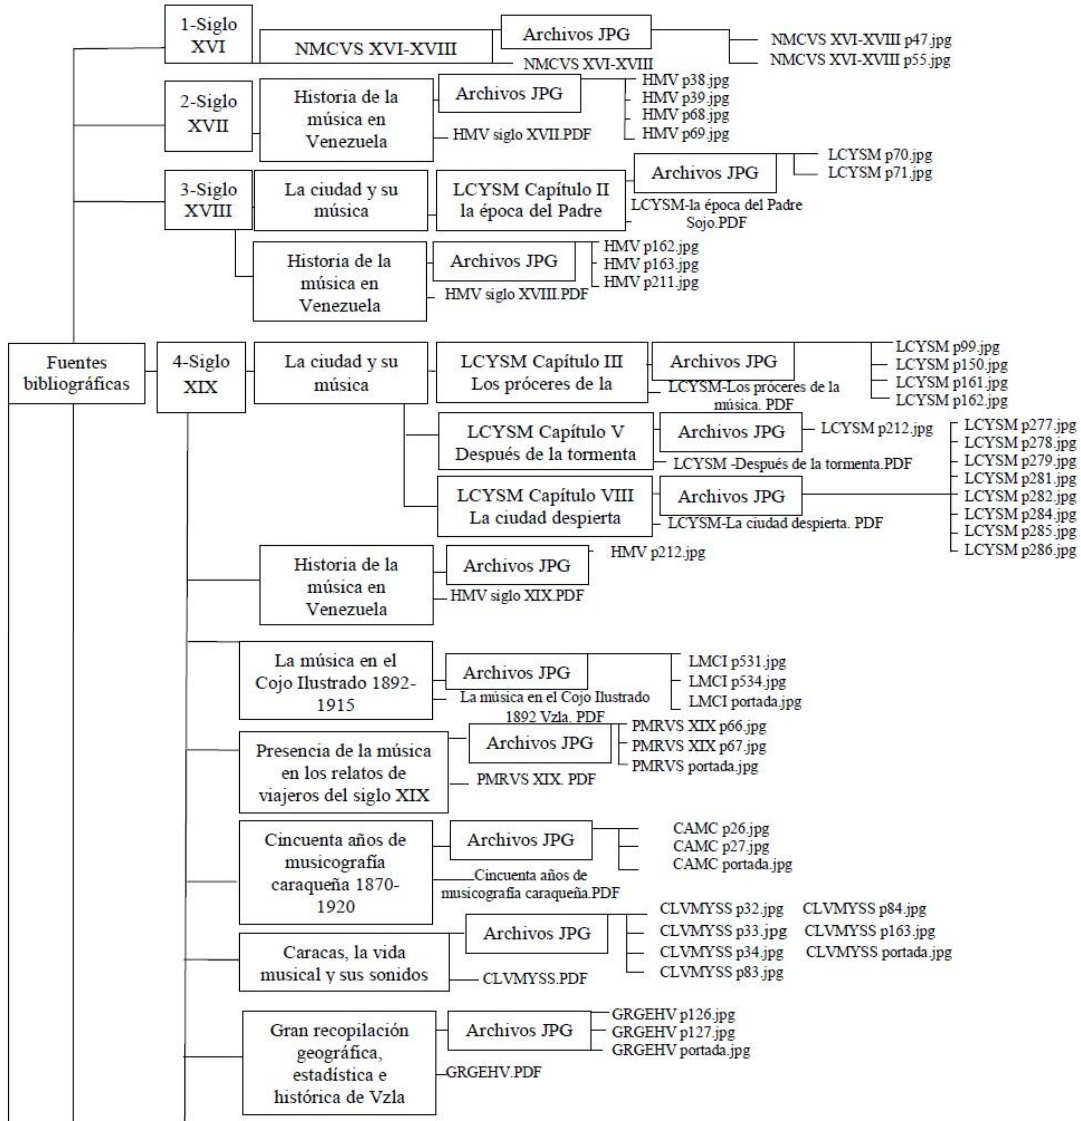 1-Siglo
XVI
NMCVS XVI-XVIII
Archivos JPG
NMCVS XVI-XVIII p47.jpg
NMCVS XVI-XVIII p55.jpg
NMCVS XVI-XVIII
2-Siglo
XVII
Historia de la
música en
Venezuela
Archivos JPG
HMV p38.jpg
HMV p39.jpg
HMV p68.jpg
HMV p69.jpg
HMV siglo XVII.PDF
3-Siglo
XVIII
La ciudad y su
música
LCYSM Capítulo II
la época del Padre
Archivos JPG
LCYSM p70.jpg
LCYSM p71.jpg
LCYSM-la época del Padre
Sojo.PDF
Historia de la
música en
Venezuela
Archivos JPG
HMV p162.jpg
HMV p163.jpg
HMV p211.jpg
HMV siglo XVIII.PDF
Fuentes
bibliográficas
4-Siglo
XIX
La ciudad y su
música
LCYSM Capítulo III
Los próceres de la
Archivos JPG
LCYSM p99.jpg
LCYSM p150.jpg
LCYSM p161.jpg
LCYSM p162.jpg
LCYSM-Los próceres de la
música. PDF
LCYSM Capítulo V
Después de la tormenta
Archivos JPG
LCYSM p212.jpg
LCYSM -Después de la tormenta.PDF
LCYSM Capítulo VIII
La ciudad despierta
Archivos JPG
LCYSM p277.jpg
LCYSM p278.jpg
LCYSM p279.jpg
LCYSM p281.jpg
LCYSM p282.jpg
LCYSM p284.jpg
LCYSM p285.jpg
LCYSM p286.jpg
LCYSM-La ciudad despierta. PDF
Historia de la
música en
Venezuela
Archivos JPG
HMV p212.jpg
HMV siglo XIX.PDF
La música en el
Cojo Ilustrado 1892-
1915
Archivos JPG
LMCI p531.jpg
LMCI p534.jpg
LMCI portada.jpg
La música en el Cojo Ilustrado
1892 Vzla. PDF
Presencia de la música
en los relatos de
viajeros del siglo XIX
Archivos JPG
PMRVS XIX p66.jpg
PMRVS XIX p67.jpg
PMRVS portada.jpg
PMRVS XIX. PDF
Cincuenta años de
musicografía
caraqueña 1870-
1920
Archivos JPG
CAMC p26.jpg
CAMC p27.jpg
CAMC portada.jpg
Cincuenta años de
musicografía caraqueña.PDF
Caracas, la vida
musical y sus sonidos
Archivos JPG
CLVMYSS p32.jpg CLVMYSS p84.jpg
CLVMYSS p33.jpg CLVMYSS p163.jpg
CLVMYSS p34.jpg CLVMYSS portada.jpg
CLVMYSS p83.jpg
CLVMYSS.PDF
Gran recopilación
geográfica,
estadística e
histórica de Vzla
Archivos JPG
GRGEHV p126.jpg
GRGEHV p127.jpg
GRGEHV portada.jpg
GRGEHV.PDF